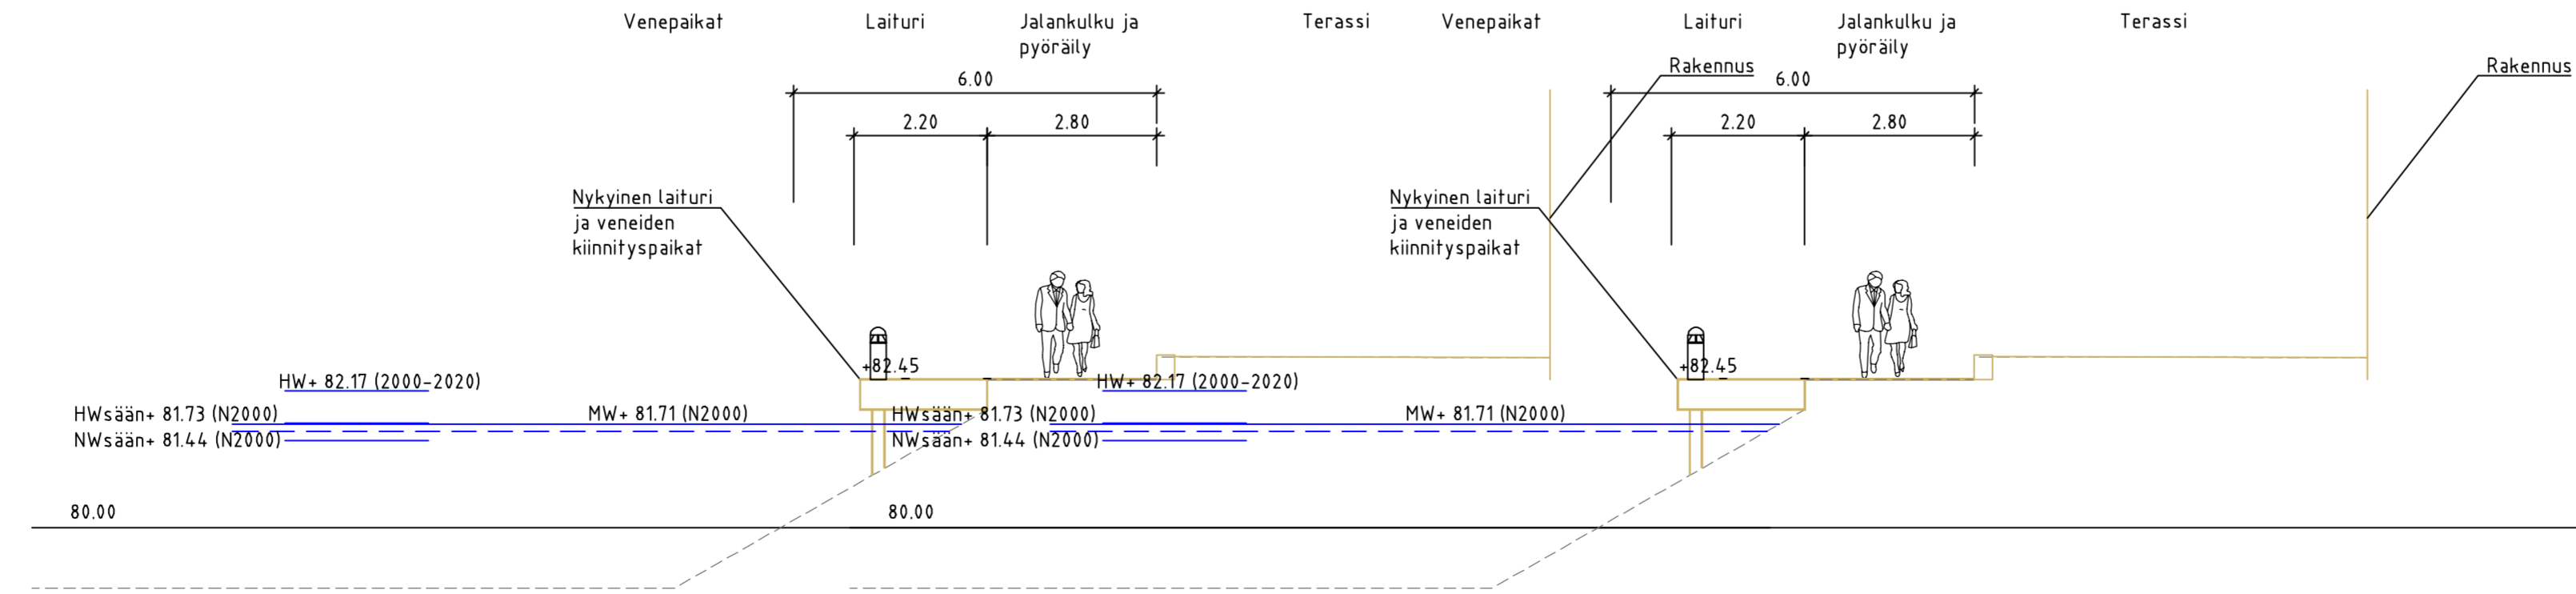 Venepaikat
Laituri
Jalankulku ja
pyöräily
Terassi
Venepaikat
Laituri
Jalankulku ja
pyöräily
Terassi
Rakennus
Rakennus
6.00
6.00
2.20
2.80
2.20
2.80
Nykyinen laituri
ja veneiden
kiinnityspaikat
Nykyinen laituri
ja veneiden
kiinnityspaikat
+82.45
+82.45
HW+ 82.17 (2000-2020)
HW+ 82.17 (2000-2020)
HWsään+ 81.73 (N2000)
MW+ 81.71 (N2000)
HWsään+ 81.73 (N2000)
MW+ 81.71 (N2000)
NWsään+ 81.44 (N2000)
NWsään+ 81.44 (N2000)
80.00
80.00